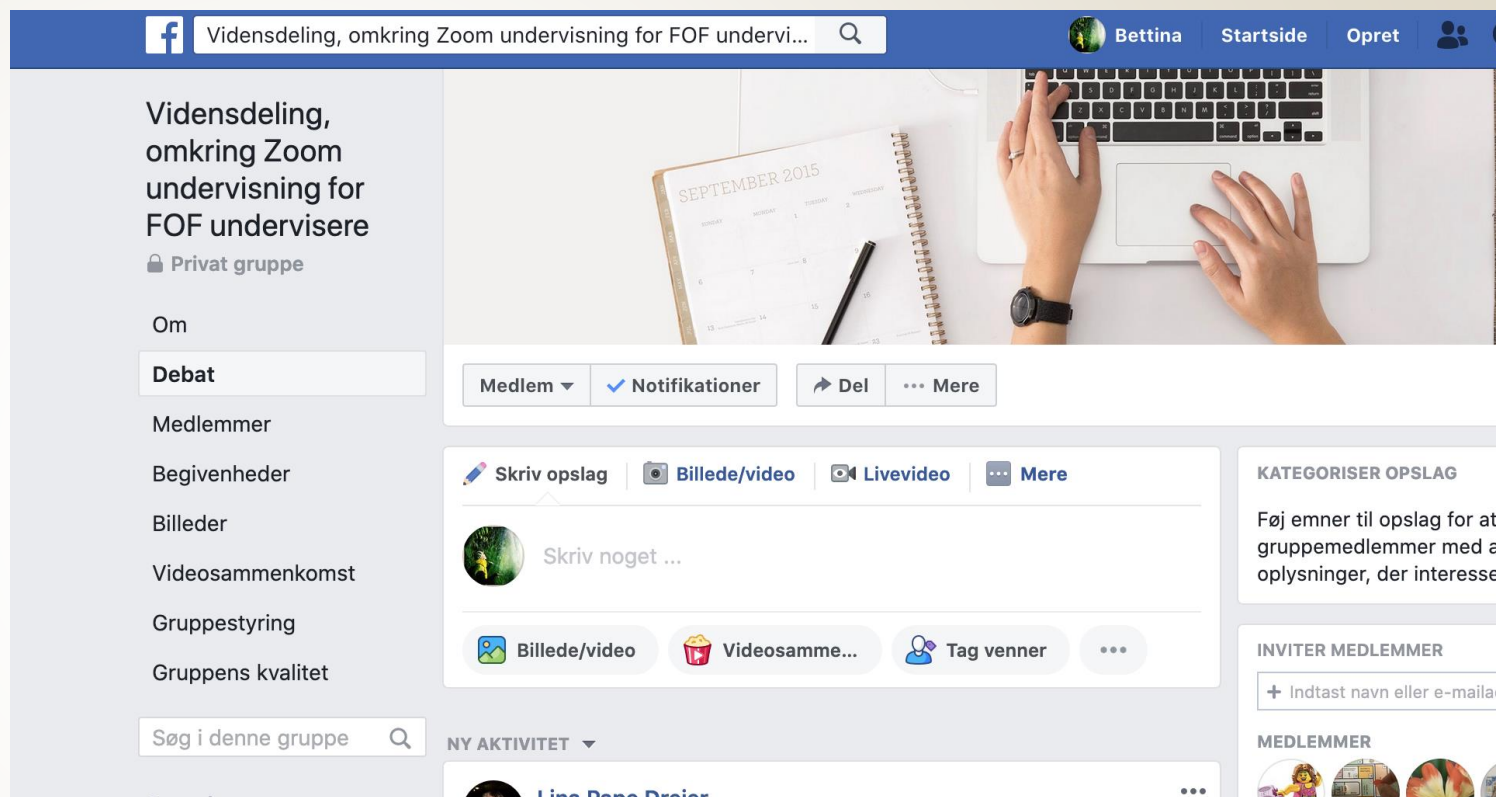 Vidensdeling, omkring Zoom undervisning for FOF undervi...
Bettina
Startside
Opret
Vidensdeling,
omkring Zoom
undervisning for
FOF undervisere
Privat gruppe
Om
Debat
Medlemmer
Begivenheder
Billeder
Videosammenkomst
Gruppestyring
Gruppens kvalitet
Søg i denne gruppe
SEPTEMBER 2015
Medlem
Notifikationer
Del
Mere
Skriv opslag
Billede/video
Livevideo
Mere
Skriv noget ...
Billede/video
Videosamme...
Tag venner
NY AKTIVITET
KATEGORISER OPSLAG
Føj emner til opslag for at
gruppemedlemmer med
oplysninger, der
INVITER MEDLEMMER
+ Indtast navn eller
MEDLEMMER